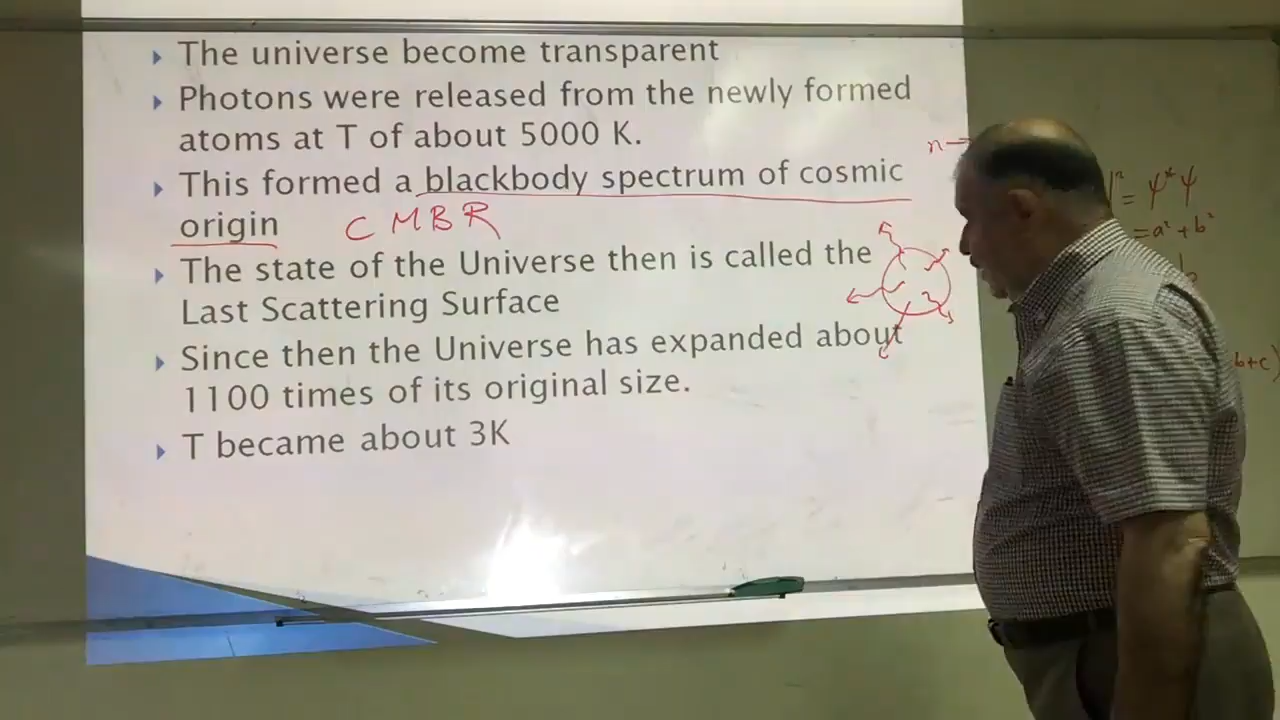 The universe become transparent
Photons were released from the newly formed
atoms at T of about 5000 K.
n→
This formed a blackbody spectrum of cosmic
= ψ* ψ
origin CMBR
= a² + b²
The state of the Universe then is called the
b
Last Scattering Surface
Since then the Universe has expanded about
b+c)
1100 times of its original size.
T became about 3K